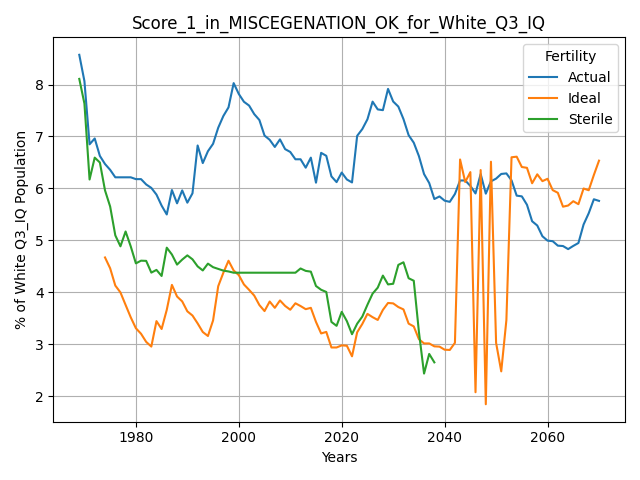 Score_1_in_MISCEGENATION_OK_for_White_Q3_IQ
Fertility
Actual
Ideal
Sterile
% of White Q3_IQ Population
8
7
6
5
4
3
2
1980
2000
2020
2040
2060
Years